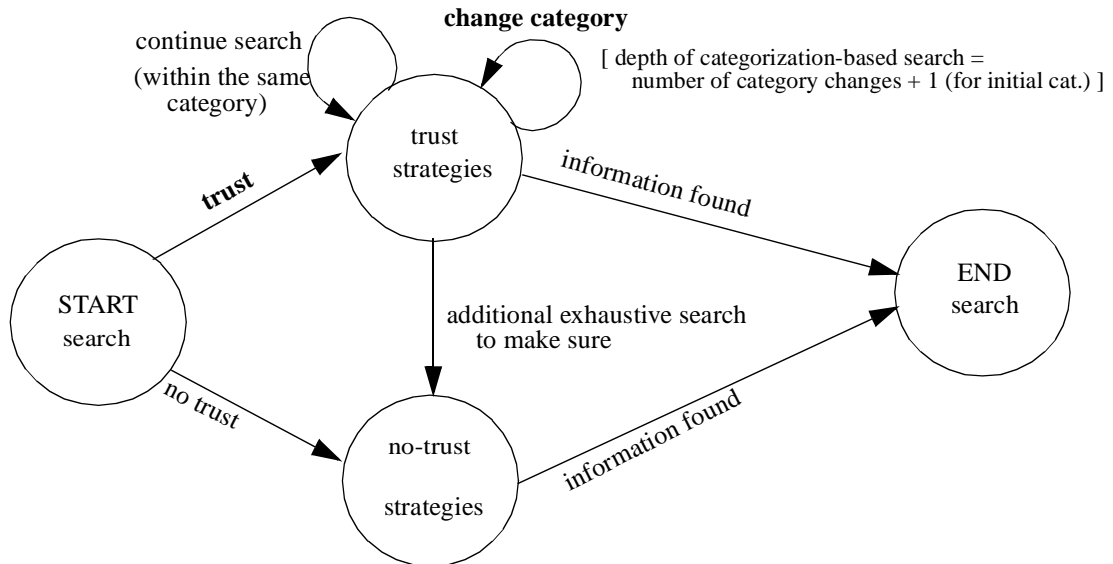 change category
continue search
(within the same
category)
[ depth of categorization-based search =
number of category changes + 1 (for initial cat.) ]
trust
strategies
trust
information found
START
search
END
search
additional exhaustive search
to make sure
no trust
no-trust
strategies
information found